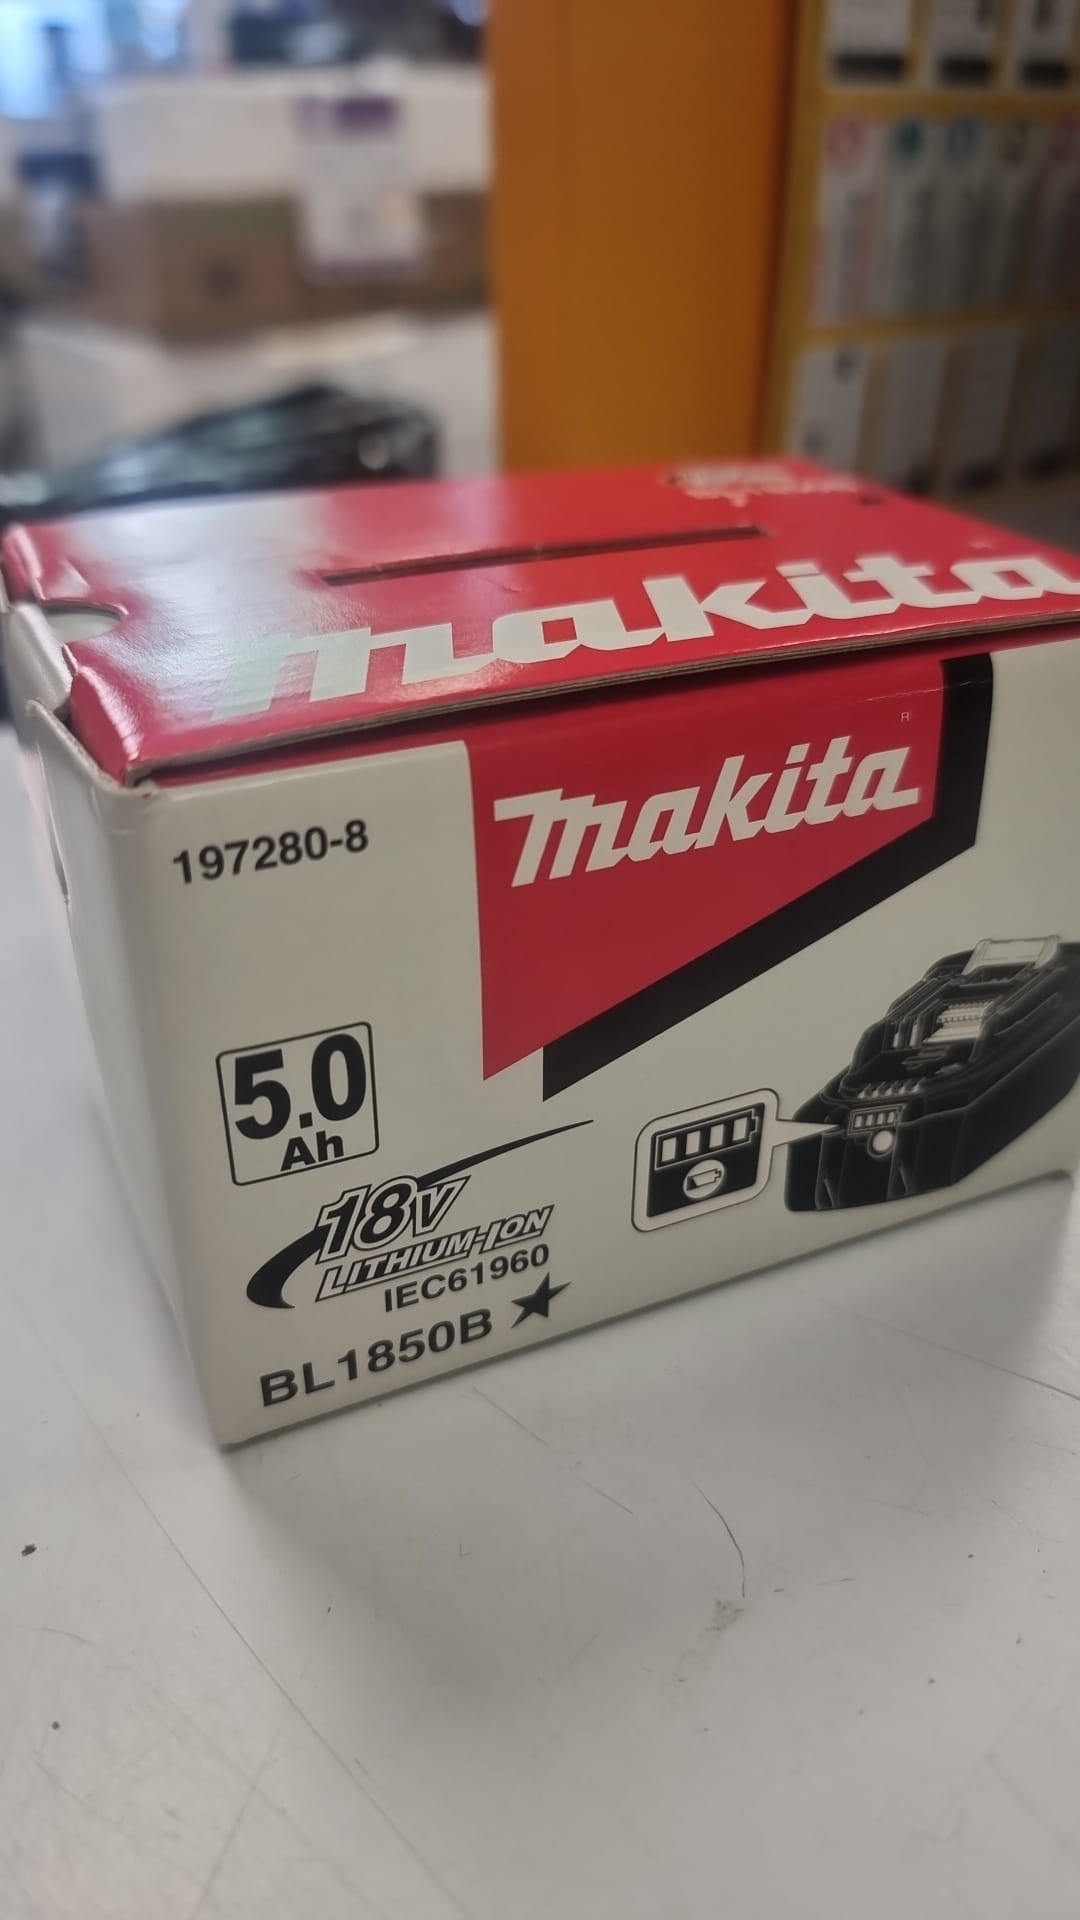 makita
makita
R
197280-8
5.0
Ah
18V
LITHIUM-ION
IEC61960
BL1850B ★